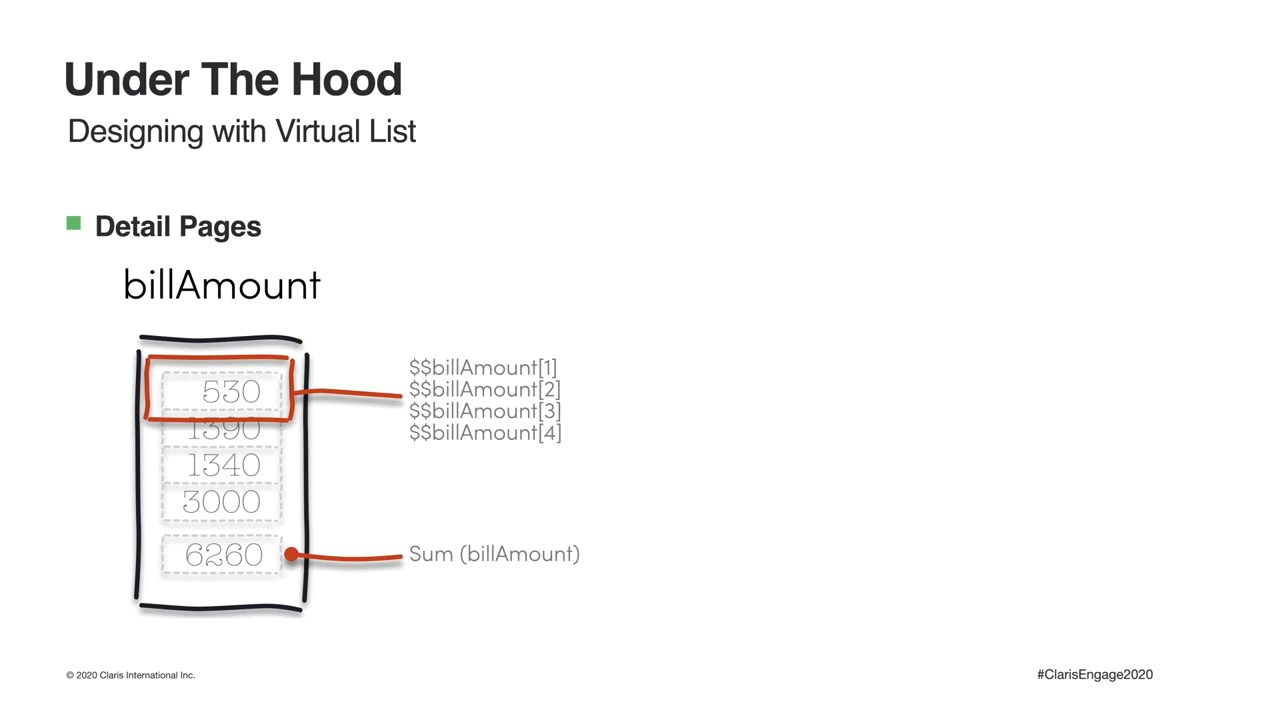 Under The Hood
Designing with Virtual List
Detail Pages
billAmount
530
1390
1340
3000
6260
$$billAmount[1]
$$billAmount[2]
$$billAmount[3]
$$billAmount[4]
Sum (billAmount)
© 2020 Claris International Inc.
#ClarisEngage2020